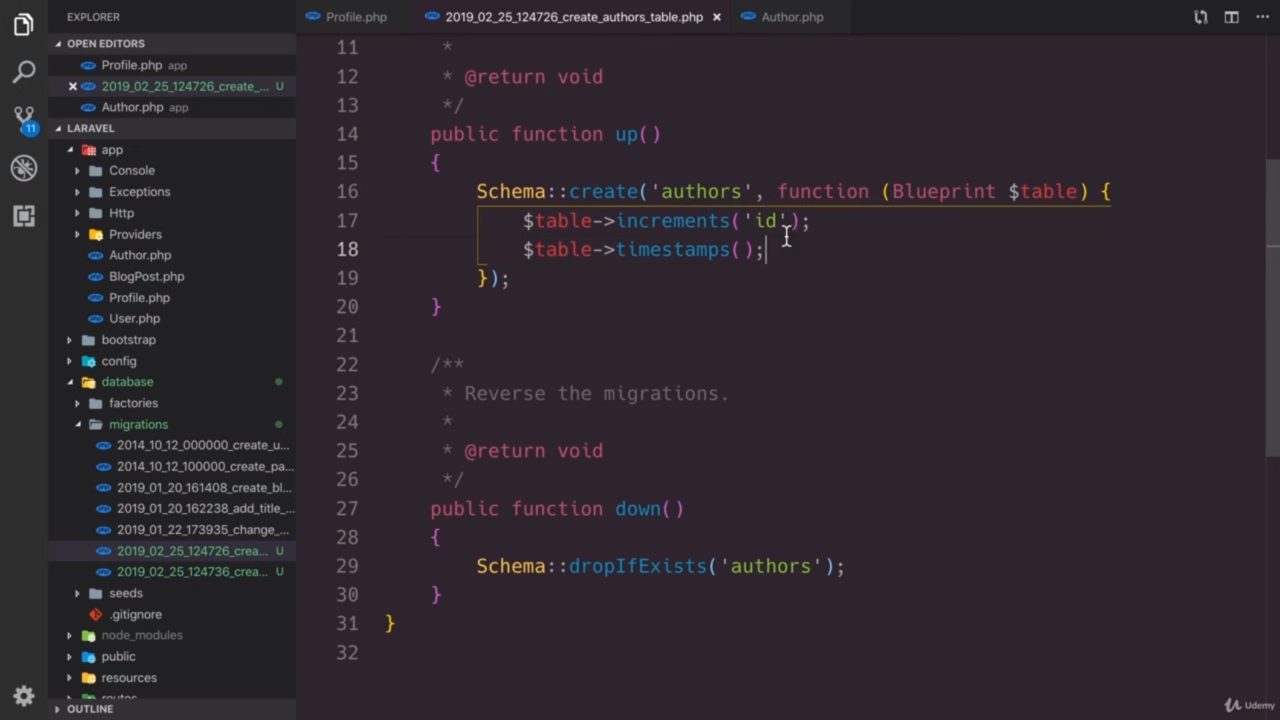 EXPLORER
OPEN EDITORS
Profile.php app
2019_02_25_124726_create_... U
Author.php app
LARAVEL
app
Console
Exceptions
Http
Providers
Author.php
BlogPost.php
Profile.php
User.php
bootstrap
config
database
factories
migrations
2014_10_12_000000_create_u...
2014_10_12_100000_create_pa...
2019_01_20_161408_create_bl...
2019_01_20_162238_add_title_...
2019_01_22_173935_change_...
2019_02_25_124726_crea... U
2019_02_25_124736_crea... U
seeds
.gitignore
node_modules
public
resources
routes
OUTLINE
11
Profile.php
2019_02_25_124726_create_authors_table.php
Author.php
11 *
12 * @return void
13 */
14 public function up()
15 {
16 Schema::create('authors', function (Blueprint $table) {
17 $table->increments('id');
18 $table->timestamps();
19 });
20 }
21
22 /**
23 * Reverse the migrations.
24 *
25 * @return void
26 */
27 public function down()
28 {
29 Schema::dropIfExists('authors');
30 }
31 }
32
Udemy